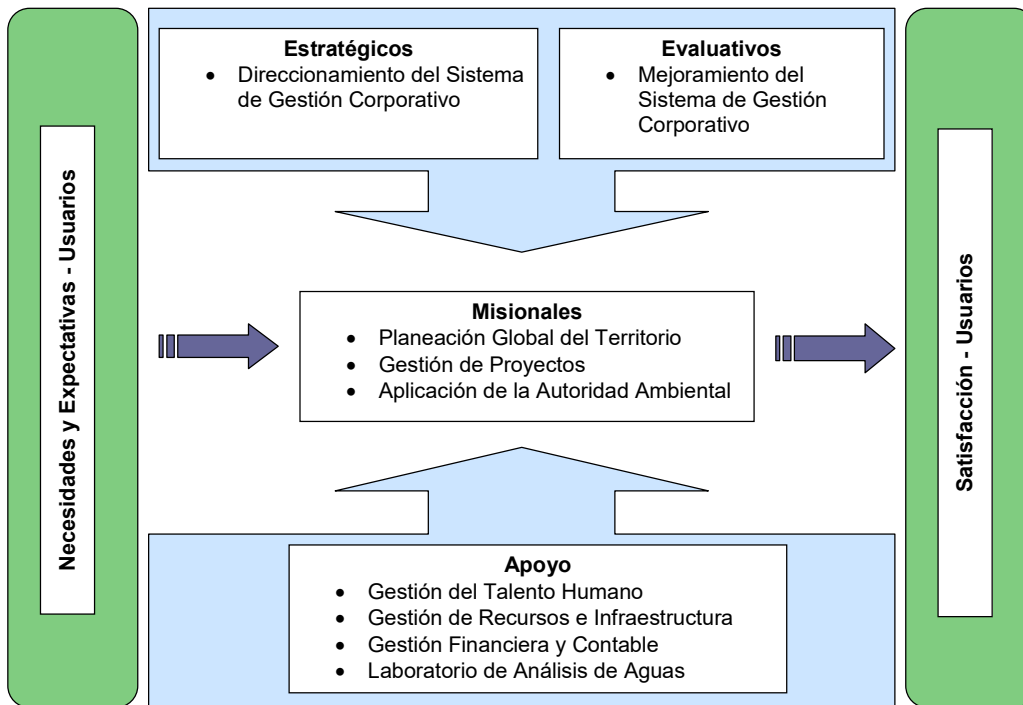 Necesidades y Expectativas - Usuarios
Estratégicos
• Direccionamiento del Sistema
de Gestión Corporativo
Evaluativos
• Mejoramiento del
Sistema de Gestión
Corporativo
Misionales
• Planeación Global del Territorio
• Gestión de Proyectos
• Aplicación de la Autoridad Ambiental
Apoyo
• Gestión del Talento Humano
• Gestión de Recursos e Infraestructura
• Gestión Financiera y Contable
• Laboratorio de Análisis de Aguas
Satisfacción - Usuarios